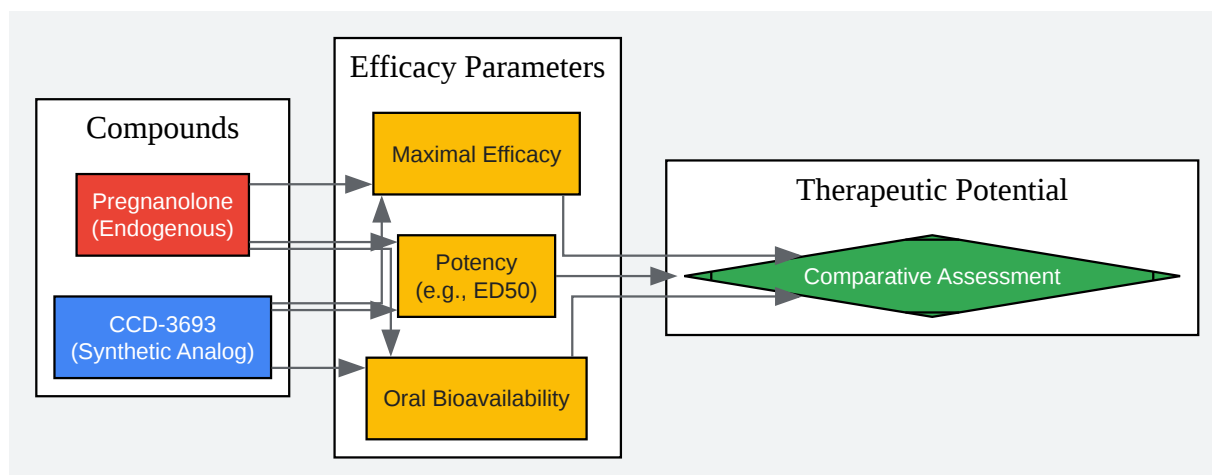 Compounds
Pregnanolone
(Endogenous)
CCD-3693
(Synthetic Analog)
Efficacy Parameters
Maximal Efficacy
Potency
(e.g., ED50)
Oral Bioavailability
Therapeutic Potential
Comparative Assessment